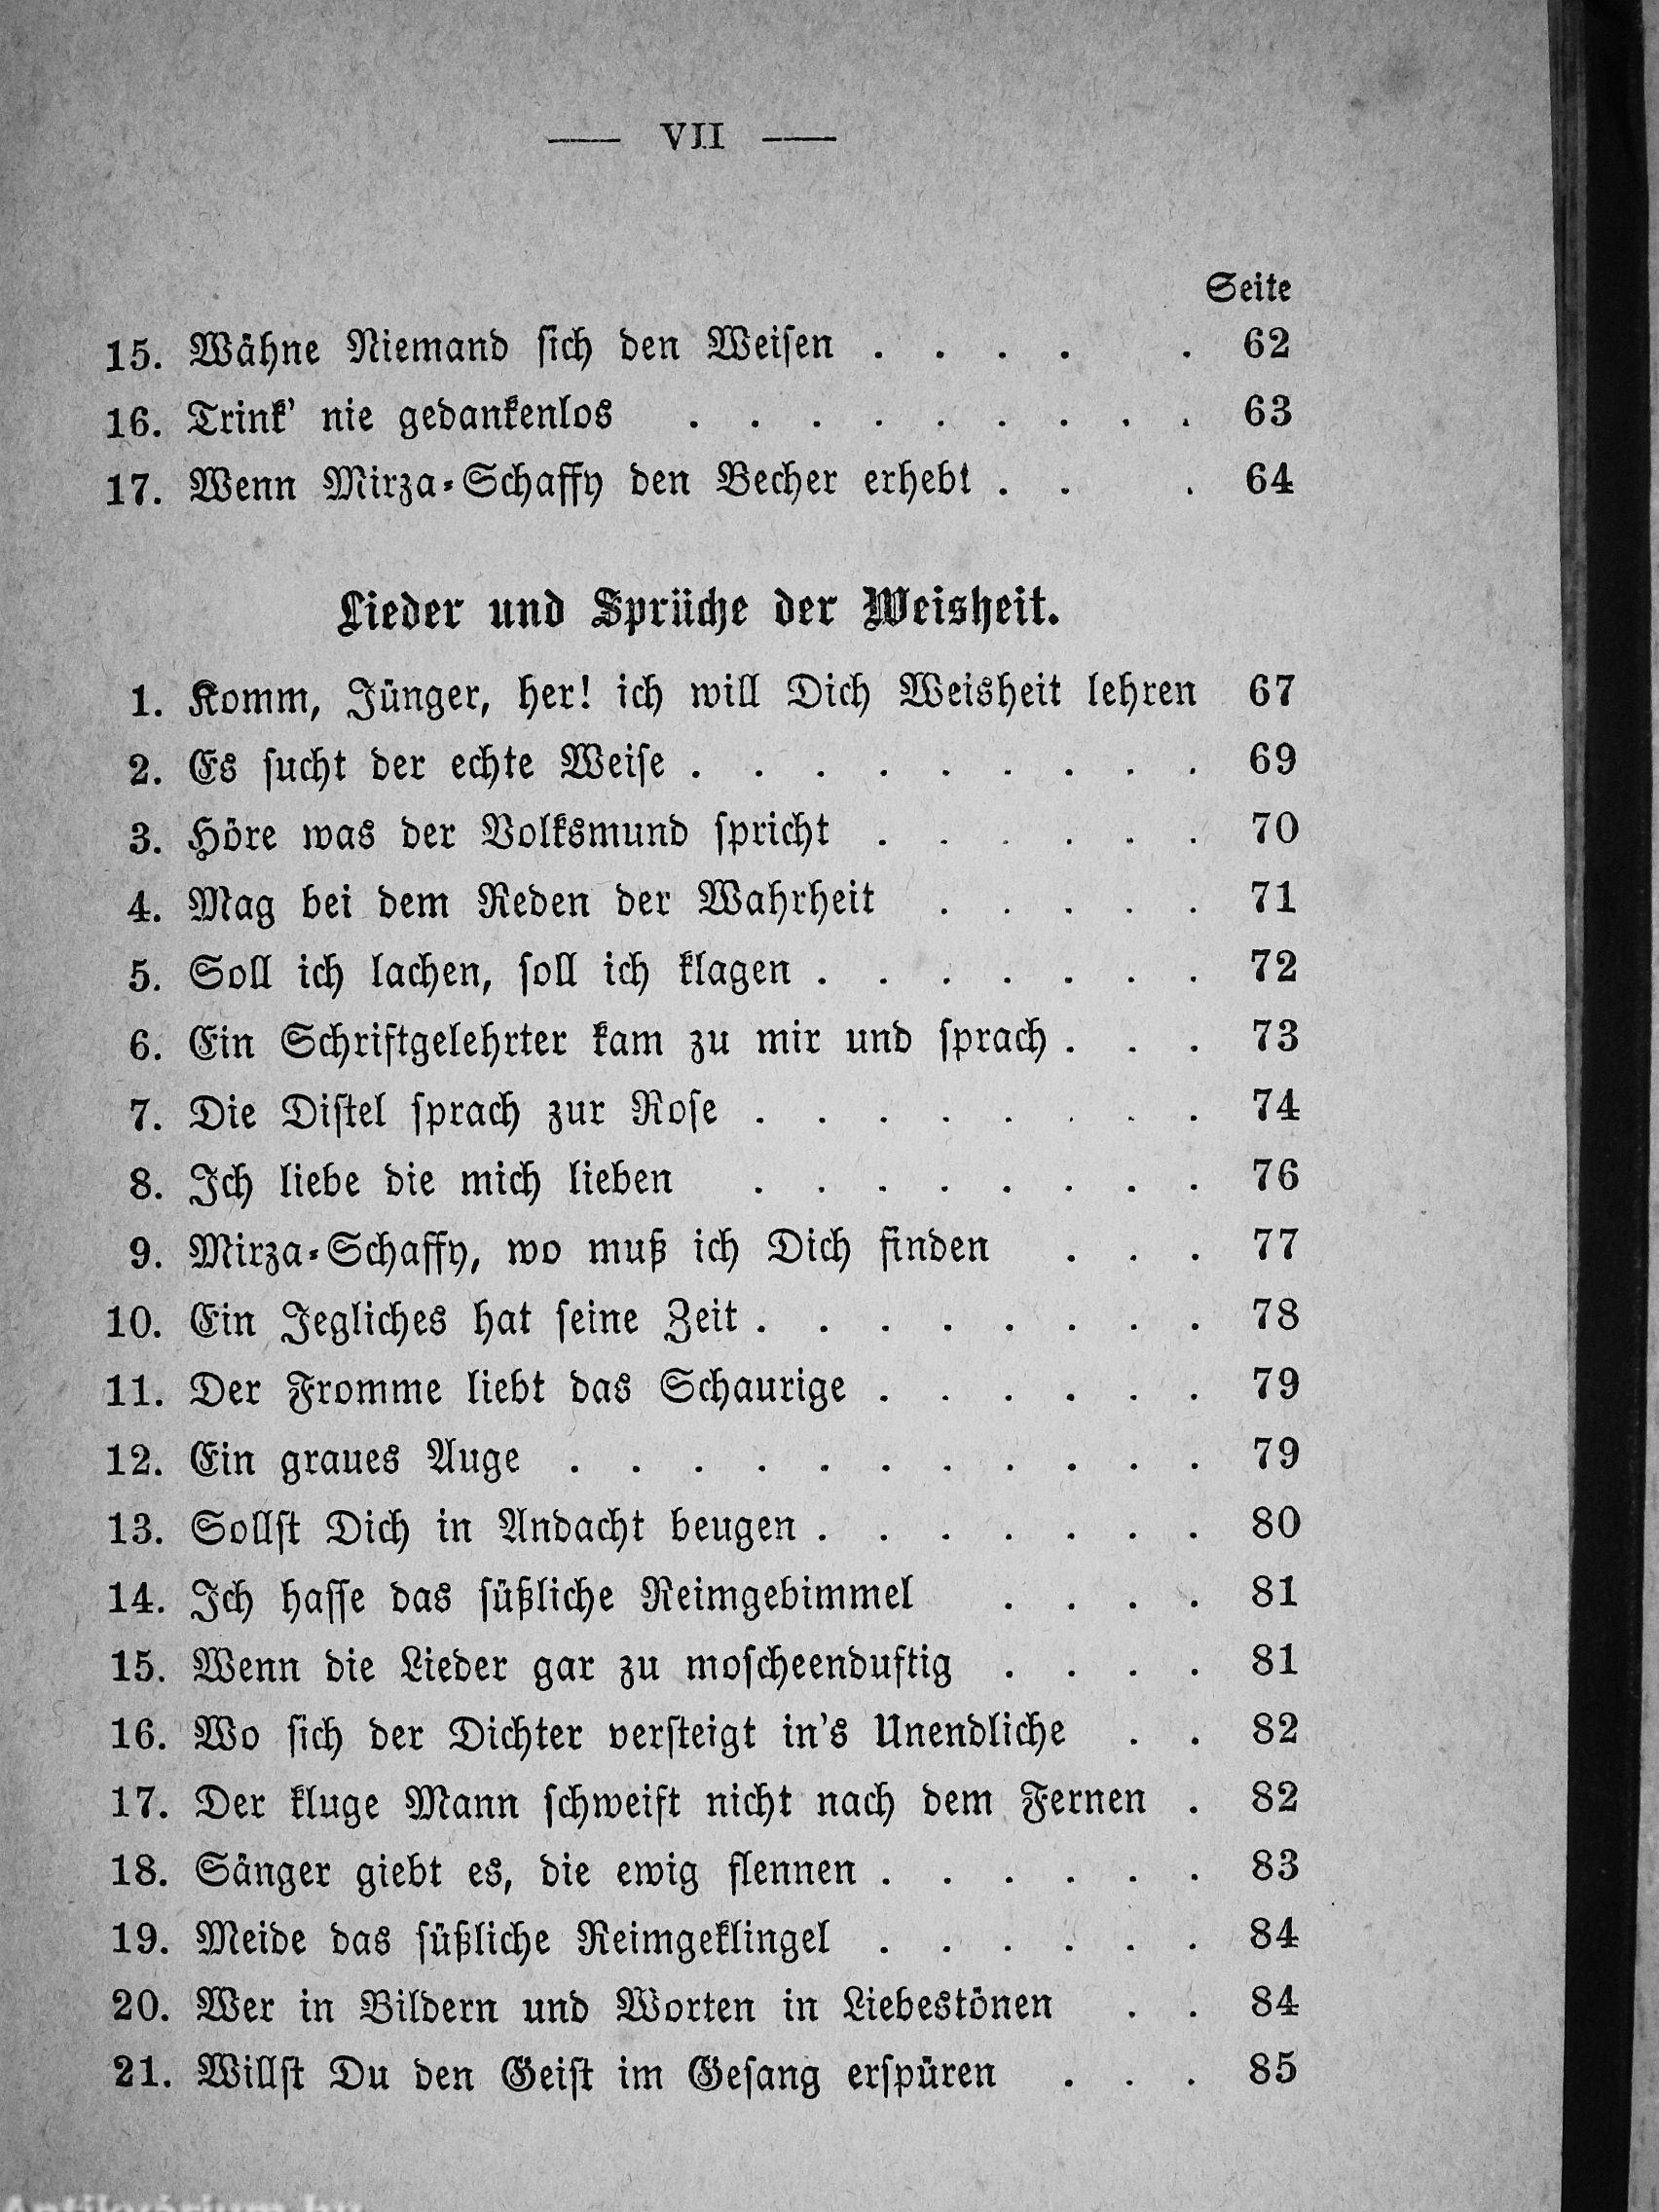 — VII —
Seite
15. Wähne Niemand sich den Weisen . . . . . 62
16. Trink' nie gedankenlos . . . . . . . . . 63
17. Wenn Mirza-Schaffy den Becher erhebt . . . 64
Lieder und Sprüche der Weisheit.
1. Komm, Jünger, her! ich will Dich Weisheit lehren 67
2. Es sucht der echte Weise . . . . . . . . . 69
3. Höre was der Volksmund spricht . . . . . . 70
4. Mag bei dem Reden der Wahrheit . . . . . 71
5. Soll ich lachen, soll ich klagen . . . . . . . 72
6. Ein Schriftgelehrter kam zu mir und sprach . . . 73
7. Die Distel sprach zur Rose . . . . . . . . 74
8. Ich liebe die mich lieben . . . . . . . . 76
9. Mirza-Schaffy, wo muß ich Dich finden . . . 77
10. Ein Jegliches hat seine Zeit . . . . . . . . 78
11. Der Fromme liebt das Schaurige . . . . . . 79
12. Ein graues Auge . . . . . . . . . . . 79
13. Sollst Dich in Andacht beugen . . . . . . . 80
14. Ich hasse das süßliche Reimgebimmel . . . . 81
15. Wenn die Lieder gar zu moscheenduftig . . . . 81
16. Wo sich der Dichter versteigt in's Unendliche . . 82
17. Der kluge Mann schweift nicht nach dem Fernen . 82
18. Sänger giebt es, die ewig flennen . . . . . . 83
19. Meide das süßliche Reimgeklingel . . . . . . 84
20. Wer in Bildern und Worten in Liebestönen . . 84
21. Willst Du den Geist im Gesang erspüren . . . 85